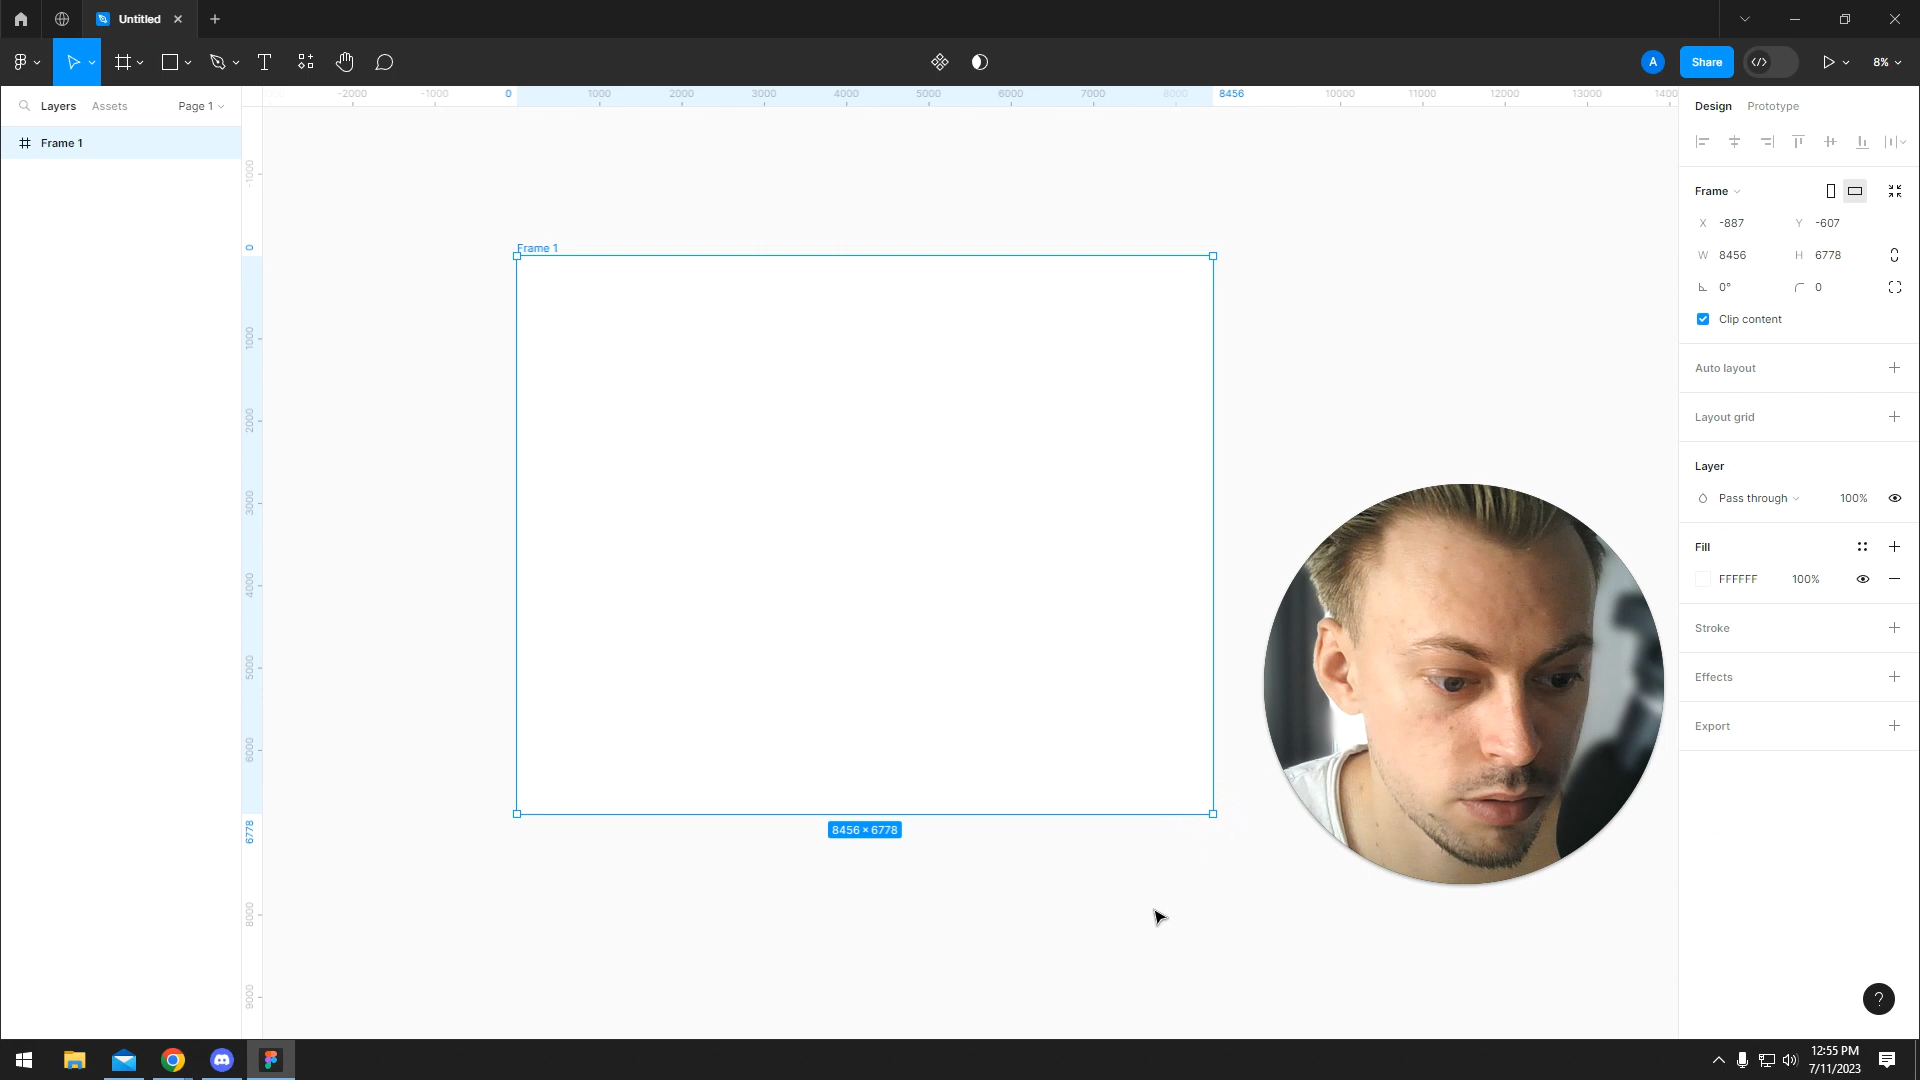 Untitled
A
Share
8%
Layers Assets Page 1
Frame 1
-2000 -1000 0 1000 2000 3000 4000 5000 6000 7000 8000 8456 10000 11000 12000 13000 1400
-1000
0
1000
2000
3000
4000
5000
6000
6778
8000
9000
Frame 1
8456 × 6778
Design Prototype
Frame
X -887 Y -607
W 8456 H 6778
0° 0
Clip content
Auto layout
Layout grid
Layer
Pass through 100%
Fill
FFFFFF 100%
Stroke
Effects
Export
?
12:55 PM
7/11/2023